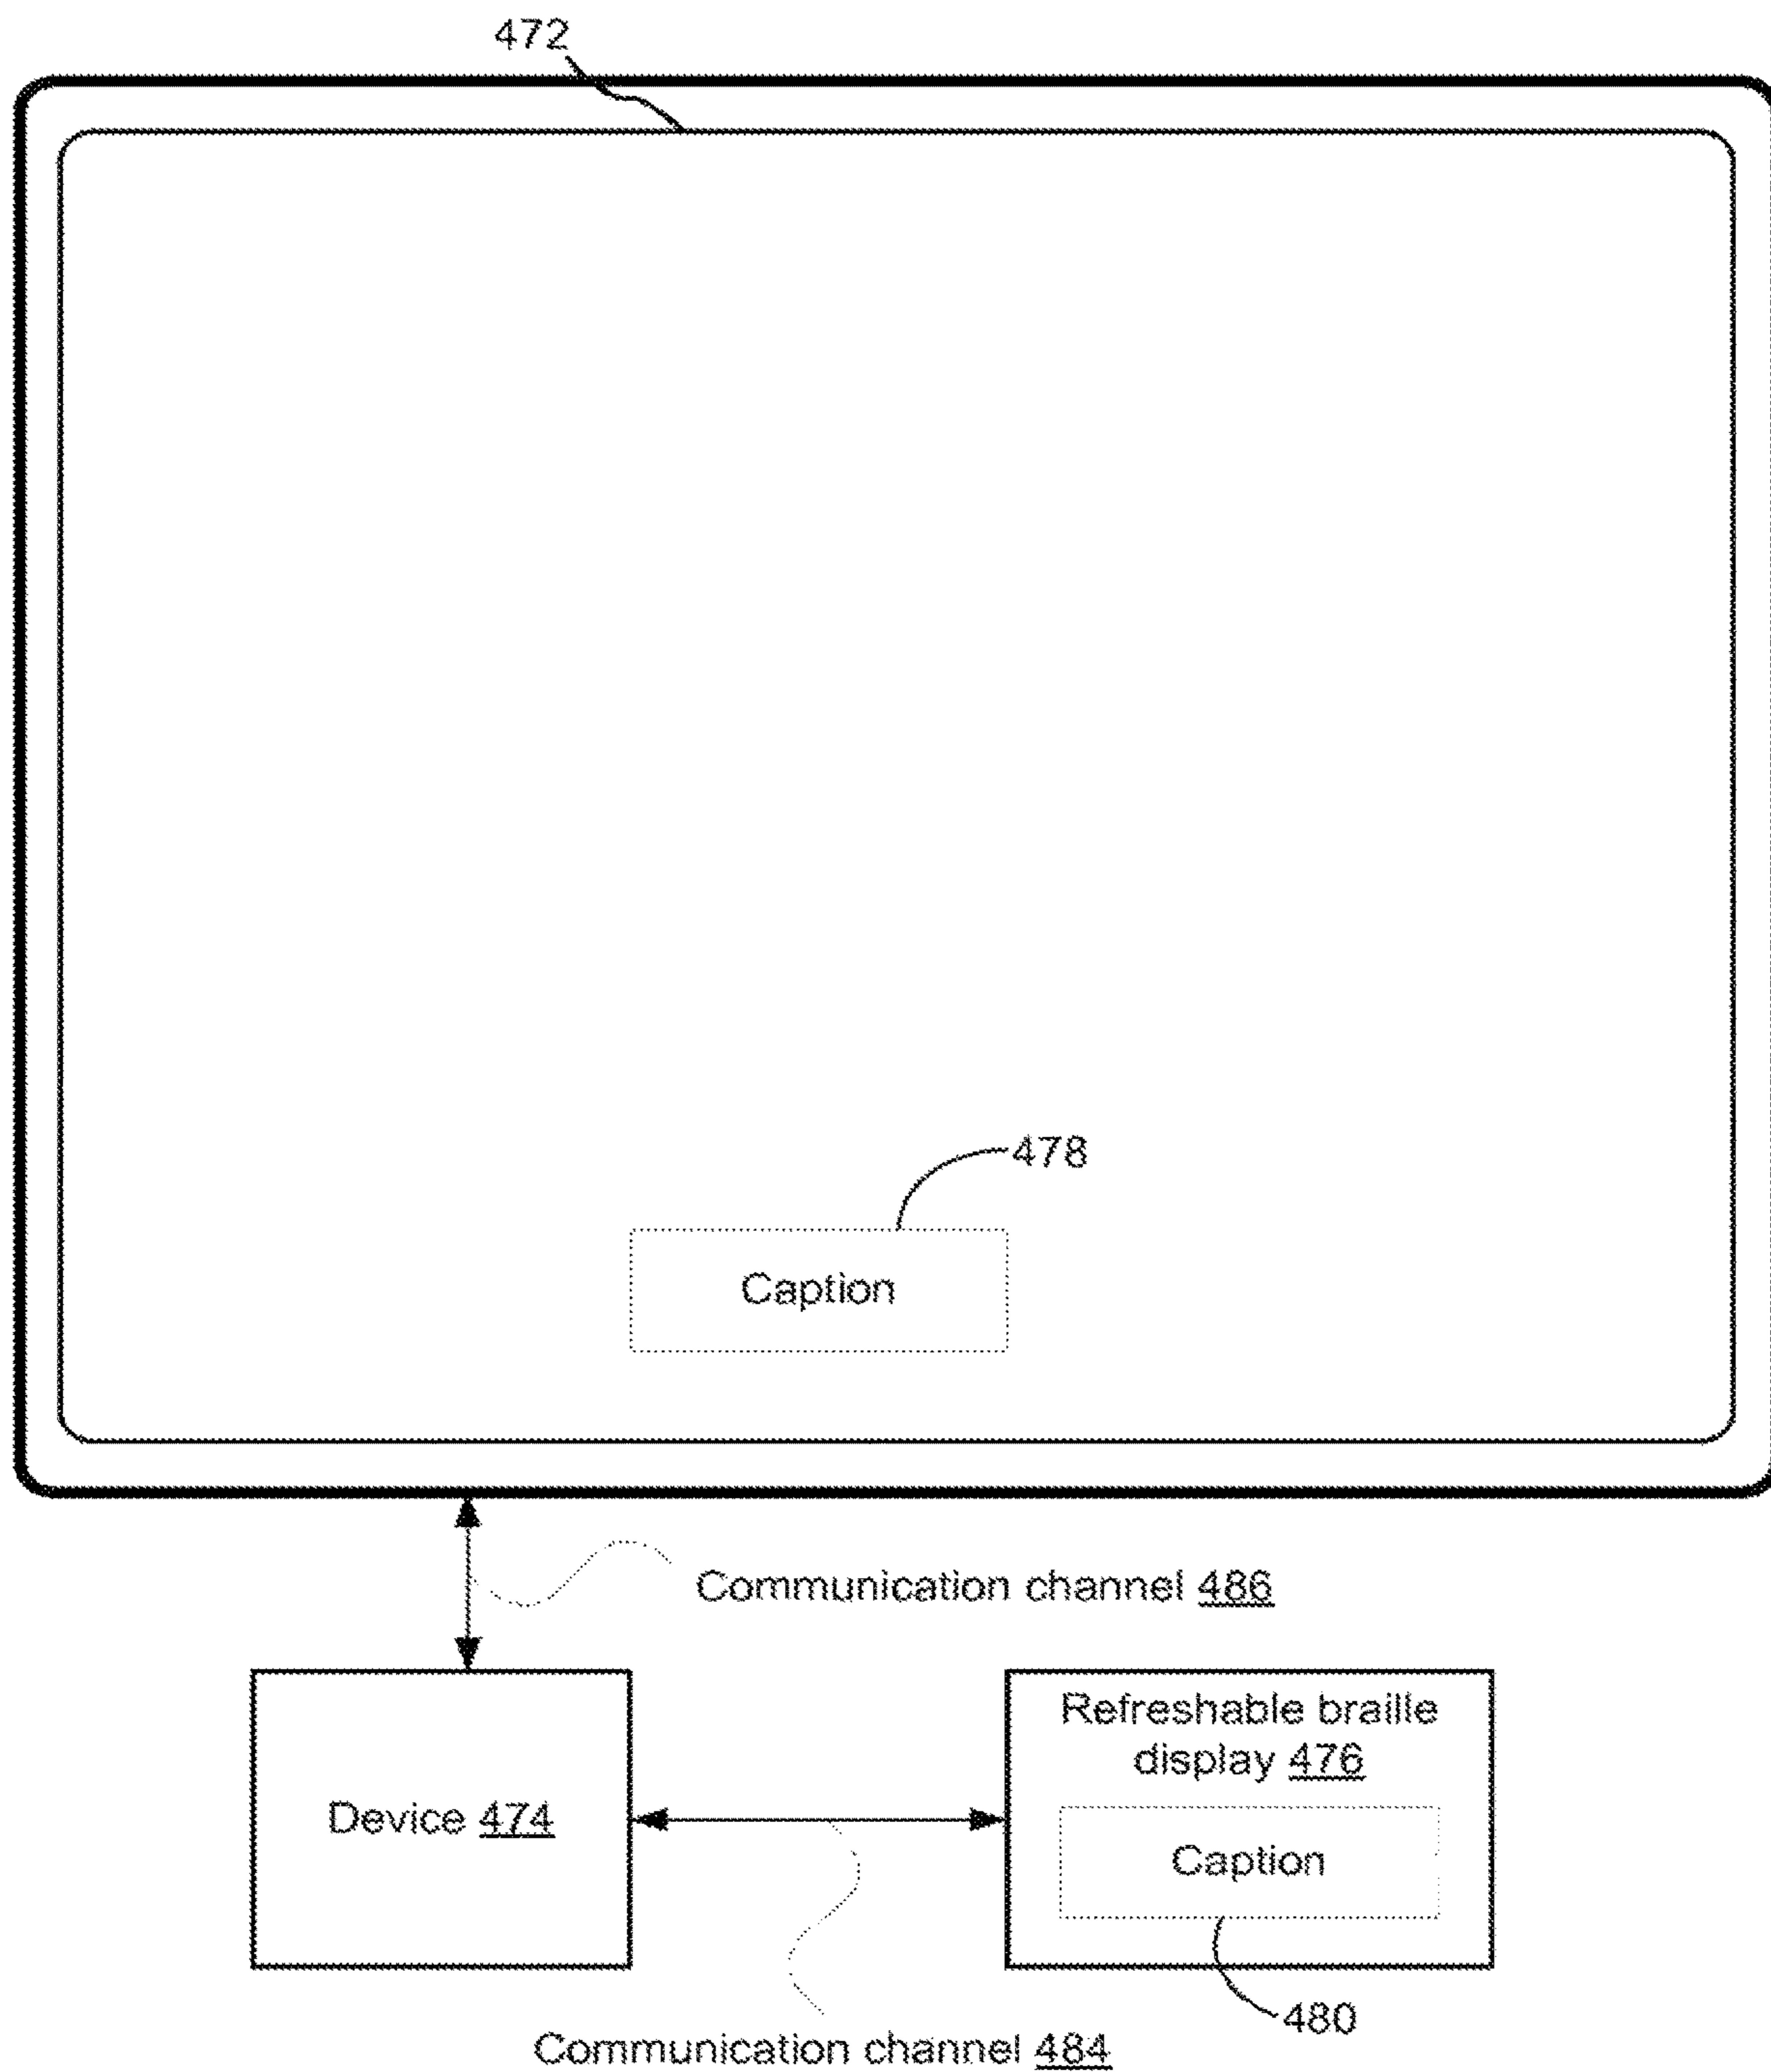 472
478
Caption
Communication channel 486
Refreshable braille
display 476
Device 474
Caption
480
Communication channel 484